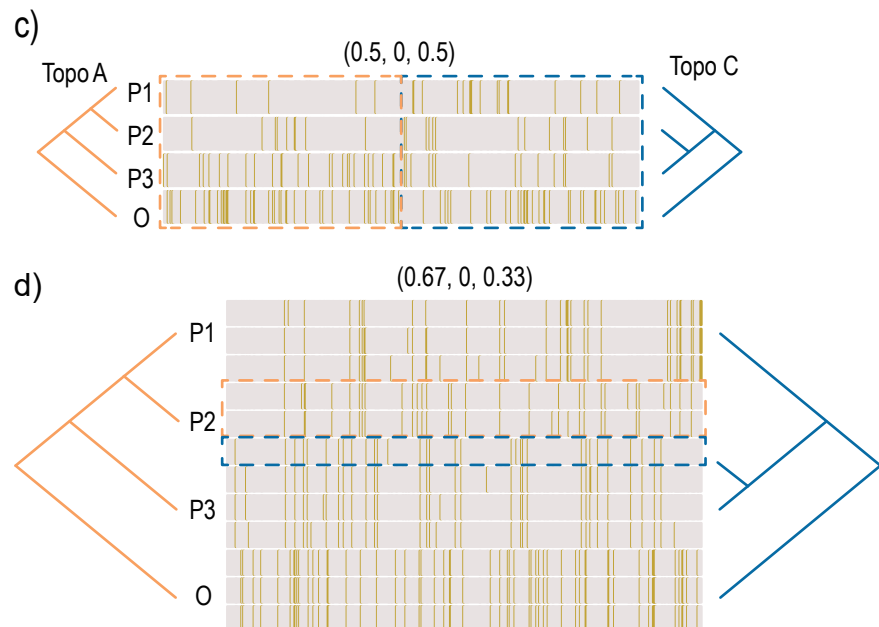 c)
(0.5, 0, 0.5)
Topo A
Topo C
P1
P2
P3
O
d)
(0.67, 0, 0.33)
P1
P2
P3
O